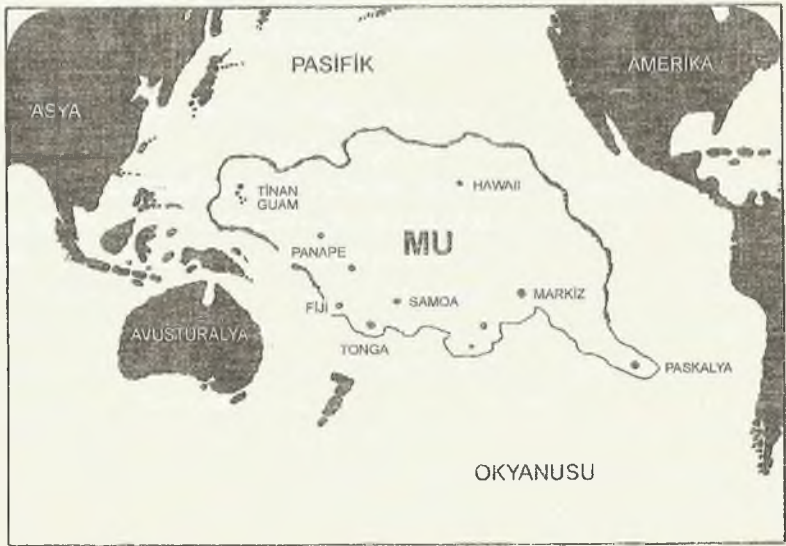 PASİFİK
AMERİKA
ASYA
TİNAN
GUAM
HAWAII
MU
PANAPE
MARKİZ
SAMOA
FİJİ
AVUSTURALYA
TONGA
PASKALYA
OKYANUSU